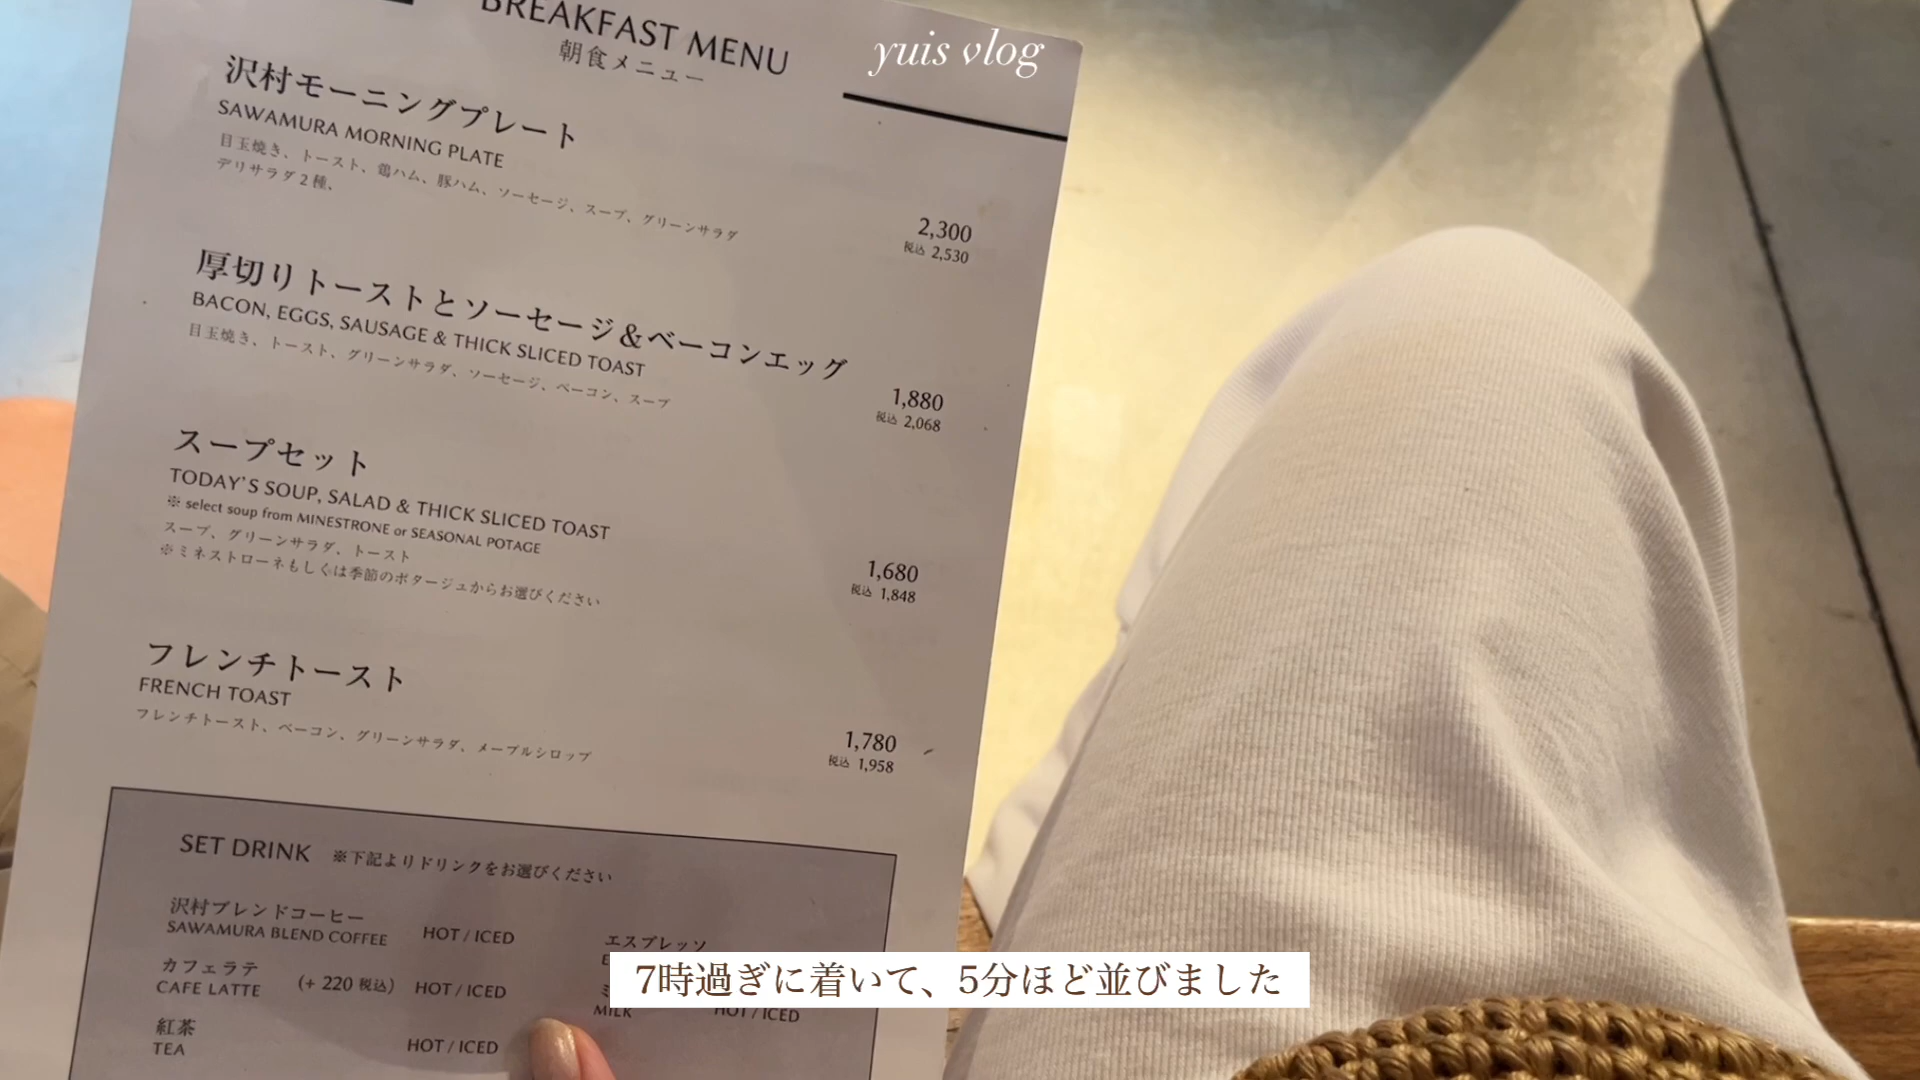 BREAKFAST MENU
朝食メニュー
yuis vlog
沢村モーニングプレート
SAWAMURA MORNING PLATE
目玉焼き、トースト、鶏ハム、豚ハム、ソーセージ、スープ、グリーンサラダ
デリサラダ2種、
2,300
税込 2,530
厚切りトーストとソーセージ&ベーコンエッグ
BACON, EGGS, SAUSAGE & THICK SLICED TOAST
目玉焼き、トースト、グリーンサラダ、ソーセージ、ベーコン、スープ
1,880
税込 2,068
スープセット
TODAY'S SOUP, SALAD & THICK SLICED TOAST
※ select soup from MINESTRONE or SEASONAL POTAGE
スープ、グリーンサラダ、トースト
※ミネストローネもしくは季節のポタージュからお選びください
1,680
税込 1,848
フレンチトースト
FRENCH TOAST
フレンチトースト、ベーコン、グリーンサラダ、メープルシロップ
1,780
税込 1,958
SET DRINK ※下記よりドリンクをお選びください
沢村ブレンドコーヒー
SAWAMURA BLEND COFFEE HOT / ICED
エスプレッソ
カフェラテ
CAFE LATTE (+ 220 税込) HOT / ICED
MILK HOT / ICED
紅茶
TEA HOT / ICED
7時過ぎに着いて、5分ほど並びました